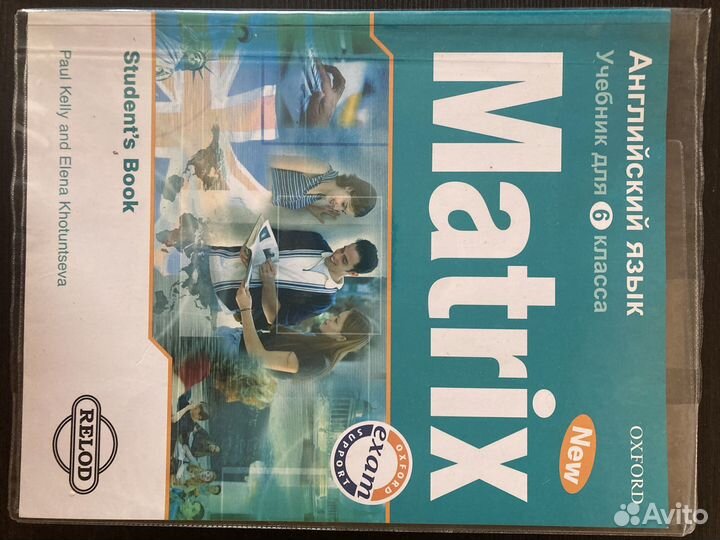 Английский язык
Учебник для 6 класса
OXFORD
Matrix
New
OXFORD
exam
SUPPORT
Student's Book
Paul Kelly and Elena Khotuntseva
RELOD
Avito